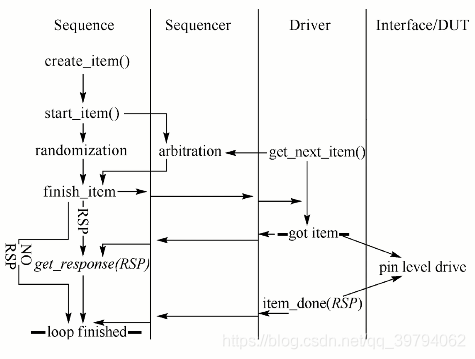 Sequence Sequencer Driver Interface/DUT
create_item()
start_item()
randomization arbitration get_next_item()
finish_item
RSP
got item
NO
RSP
get_response(RSP)
pin level drive
item_done(RSP)
loop finished
https://blog.csdn.net/qq_39794062